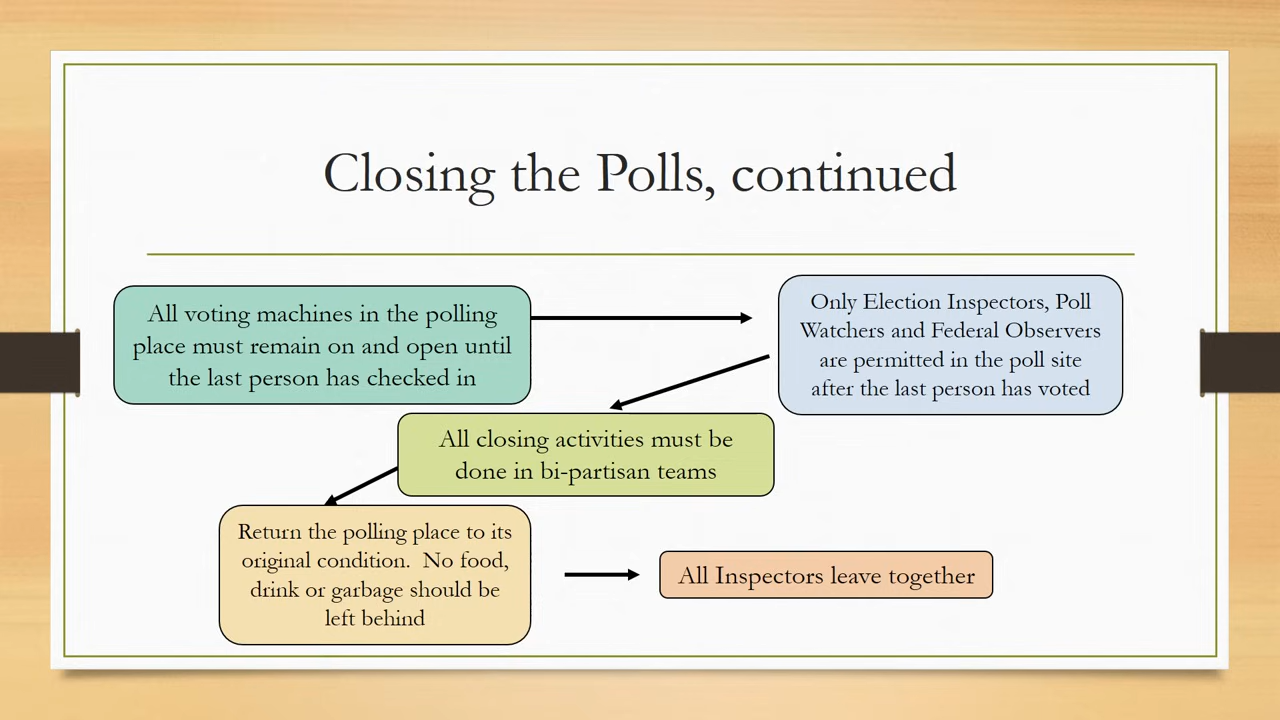 Closing the Polls, continued
All voting machines in the polling
place must remain on and open until
the last person has checked in
Only Election Inspectors, Poll
Watchers and Federal Observers
are permitted in the poll site
after the last person has voted
All closing activities must be
done in bi-partisan teams
Return the polling place to its
original condition.  No food,
drink or garbage should be
left behind
All Inspectors leave together